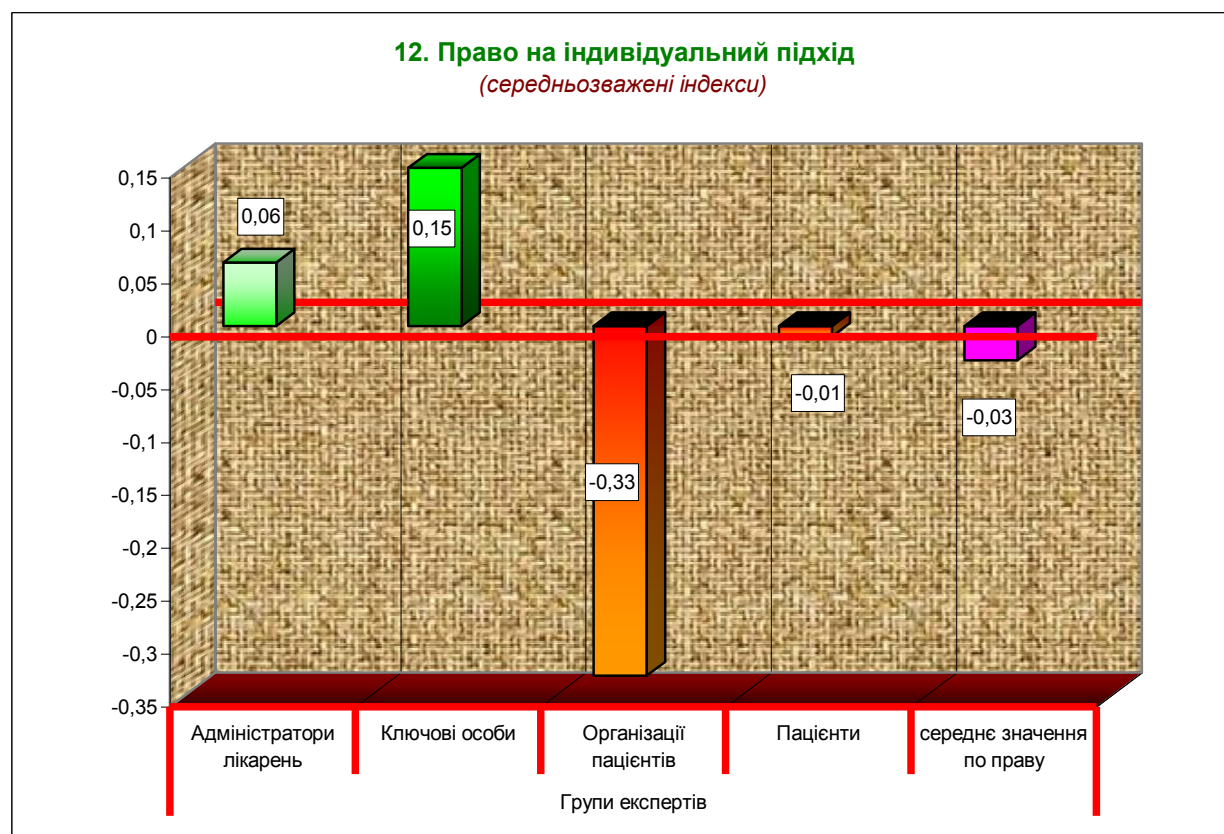 12. Право на індивідуальний підхід
(середньозважені індекси)
0,15
0,1
0,05
0
-0,05
-0,1
-0,15
-0,2
-0,25
-0,3
-0,35
0,06
0,15
-0,33
-0,01
-0,03
Адміністратори
лікарень
Ключові особи
Організації
пацієнтів
Пацієнти
середнє значення
по праву
Групи експертів